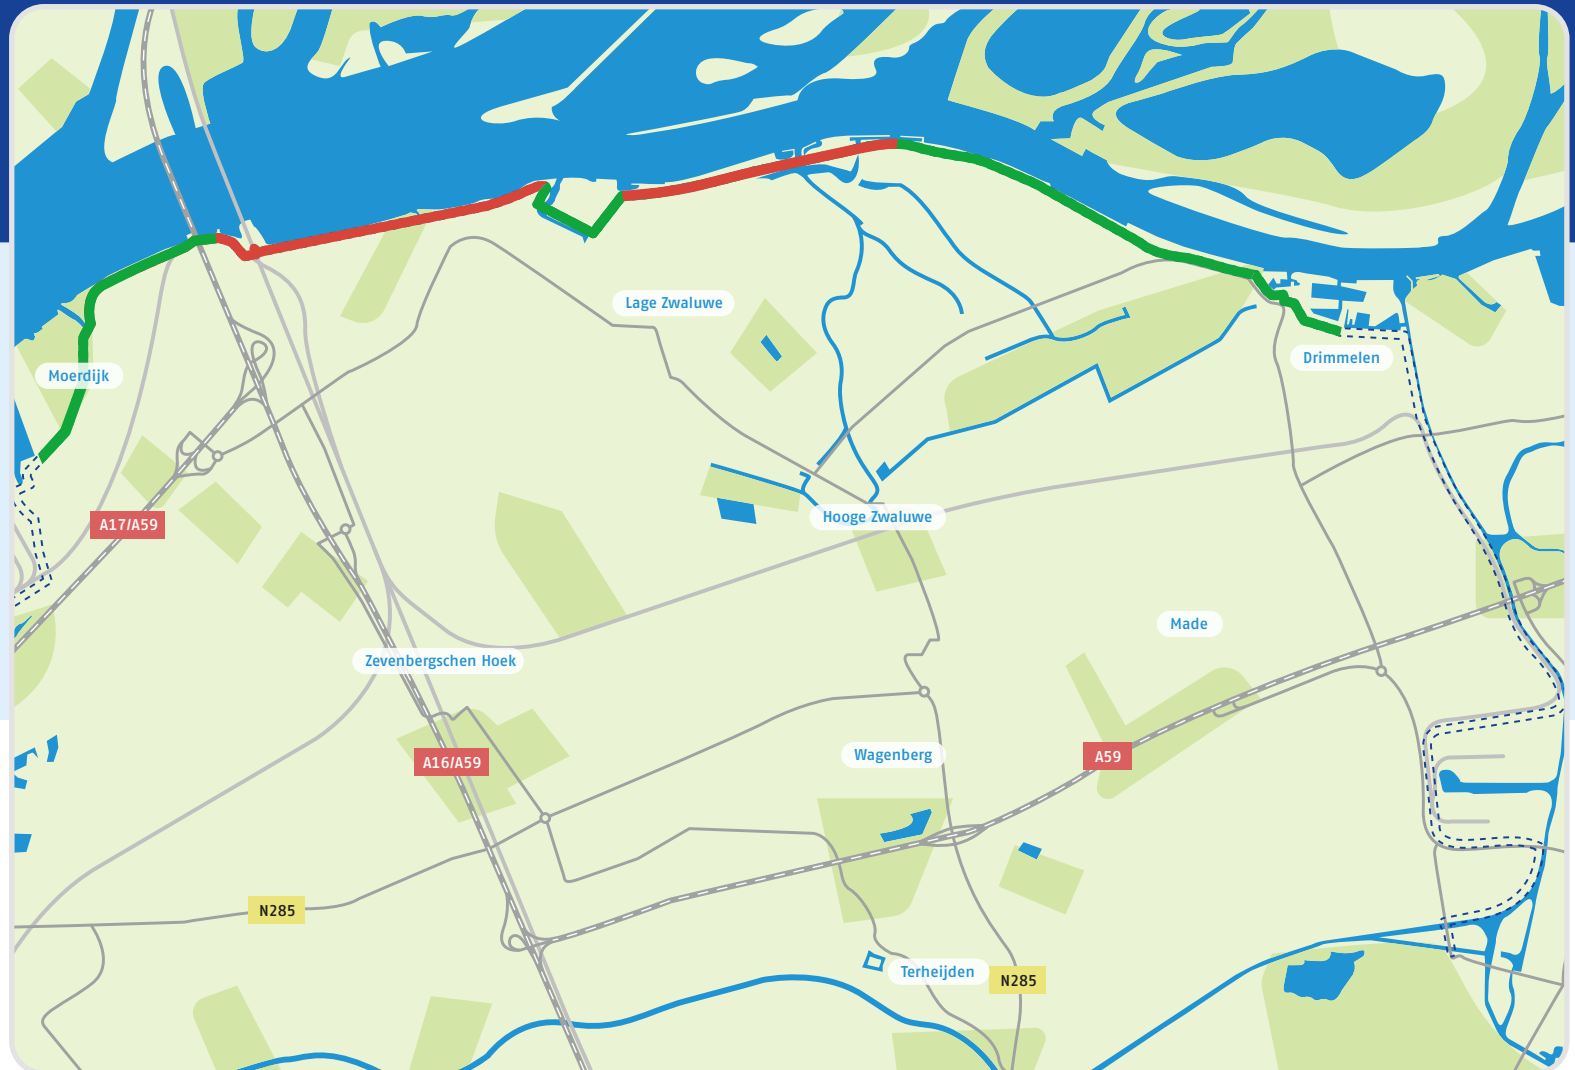 Lage Zwaluwe
Drimmelen
Moerdijk
Hooge Zwaluwe
A17/A59
Made
Zevenbergschen Hoek
Wagenberg
A59
A16/A59
N285
Terheijden
N285